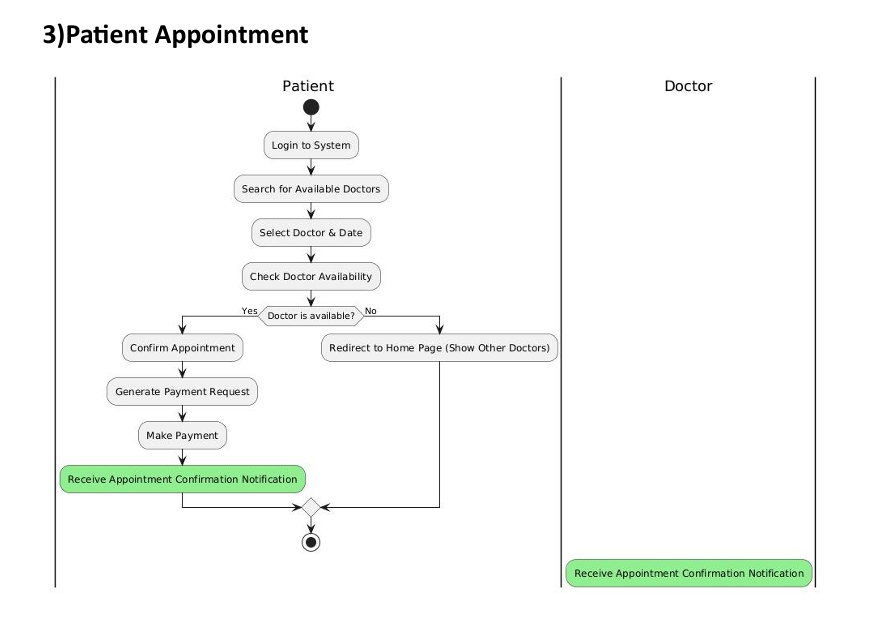 3)Patient Appointment
Patient
Doctor
Login to System
Search for Available Doctors
Select Doctor & Date
Check Doctor Availability
Yes
Doctor is available?
No
Confirm Appointment
Redirect to Home Page (Show Other Doctors)
Generate Payment Request
Make Payment
Receive Appointment Confirmation Notification
Receive Appointment Confirmation Notification